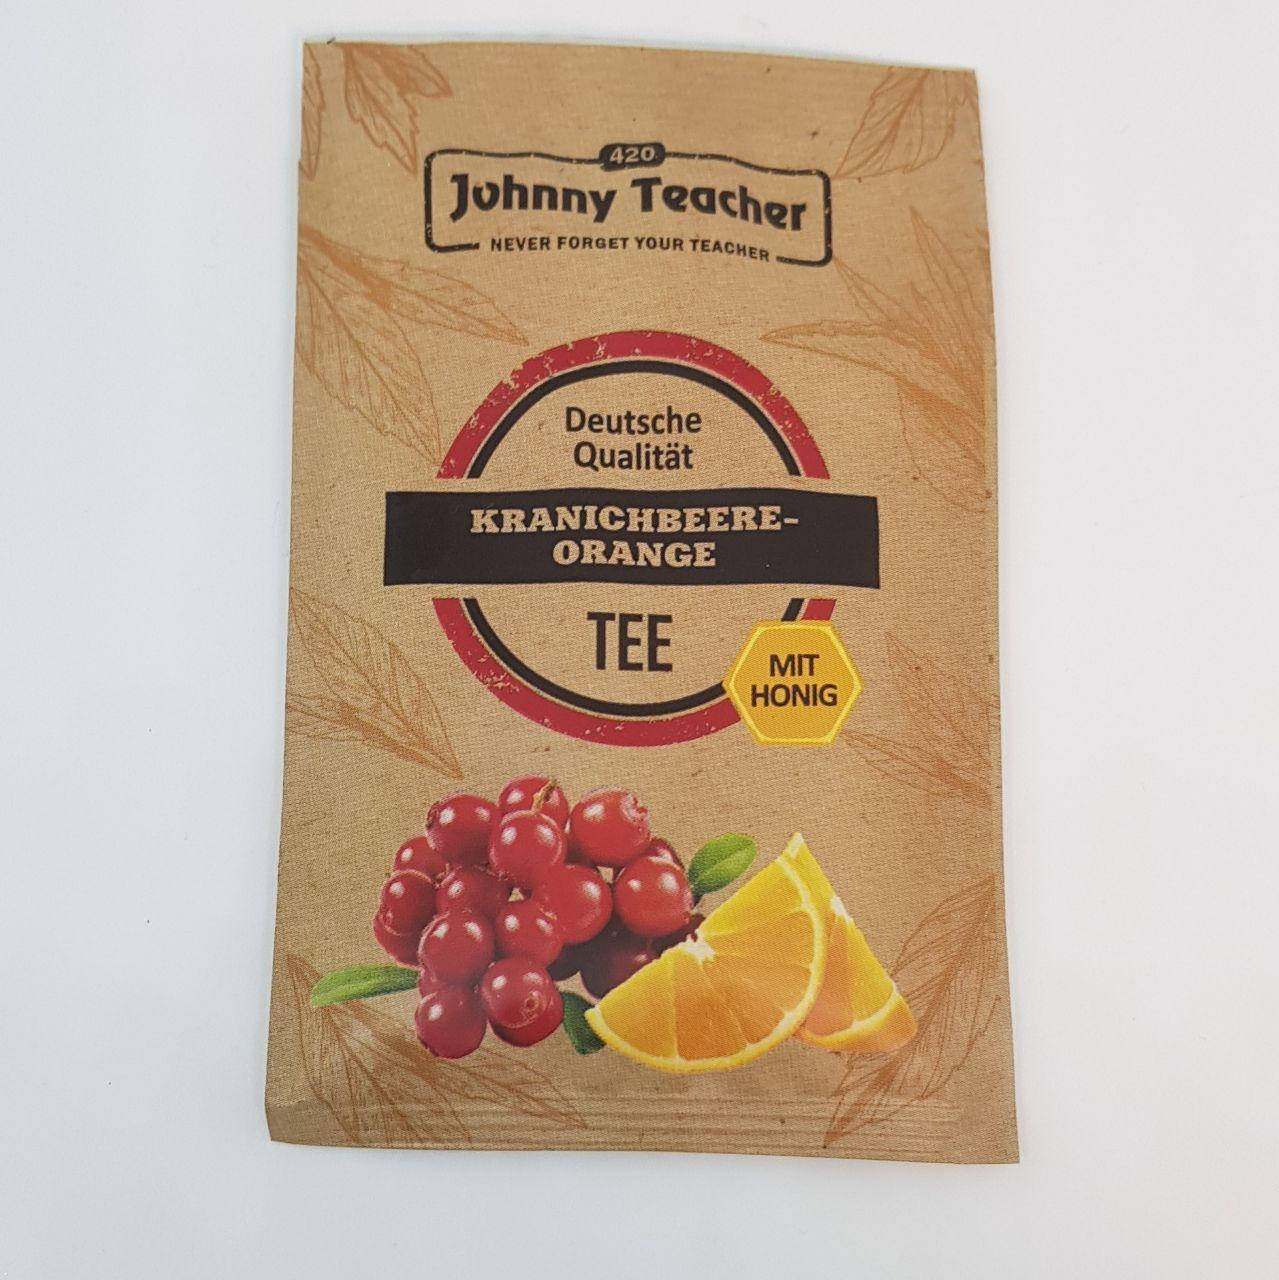 420
Johnny Teacher
NEVER FORGET YOUR TEACHER
Deutsche
Qualität
KRANICHBEERE-
ORANGE
TEE
MIT
HONIG